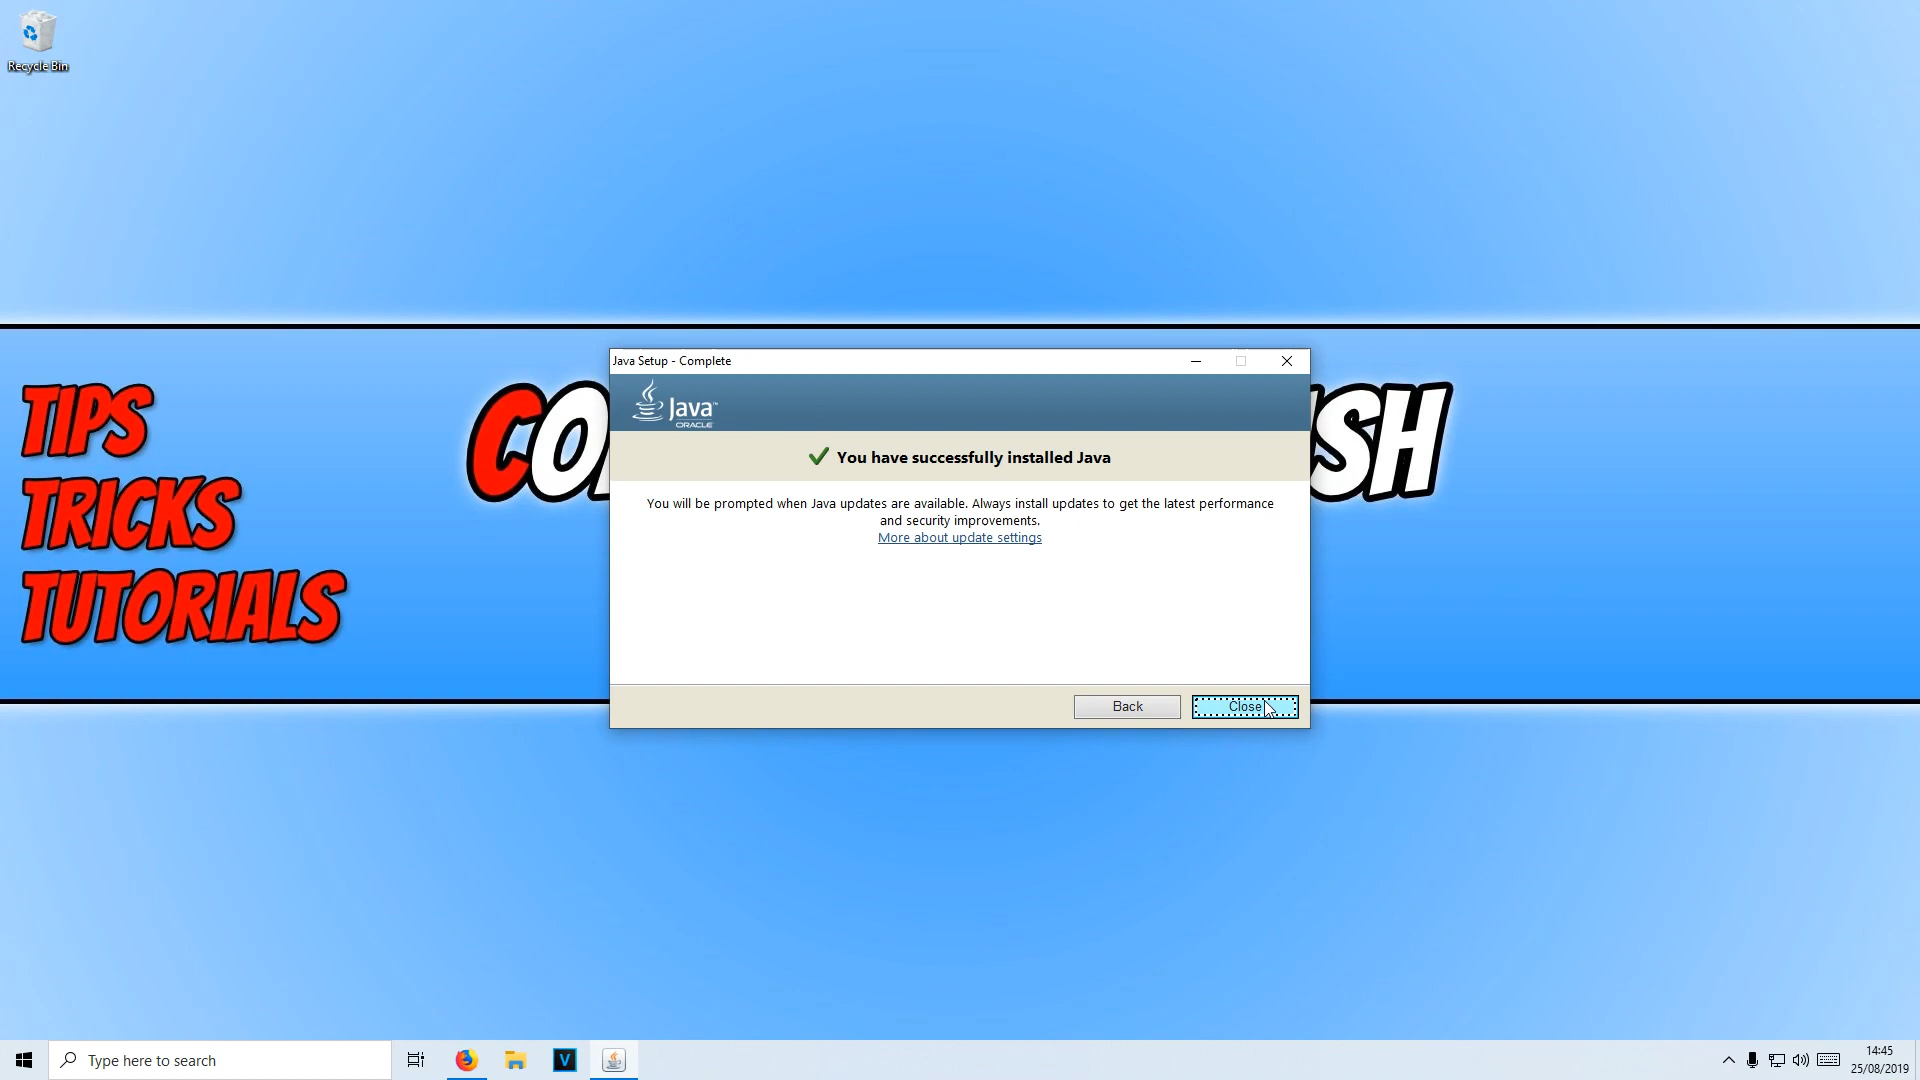 Recycle Bin
Java Setup - Complete
Java™
ORACLE
You have successfully installed Java
You will be prompted when Java updates are available. Always install updates to get the latest performance
and security improvements.
More about update settings
Back
Close
TIPS
TRICKS
TUTORIALS
CO
SH
Type here to search
V
14:45
25/08/2019